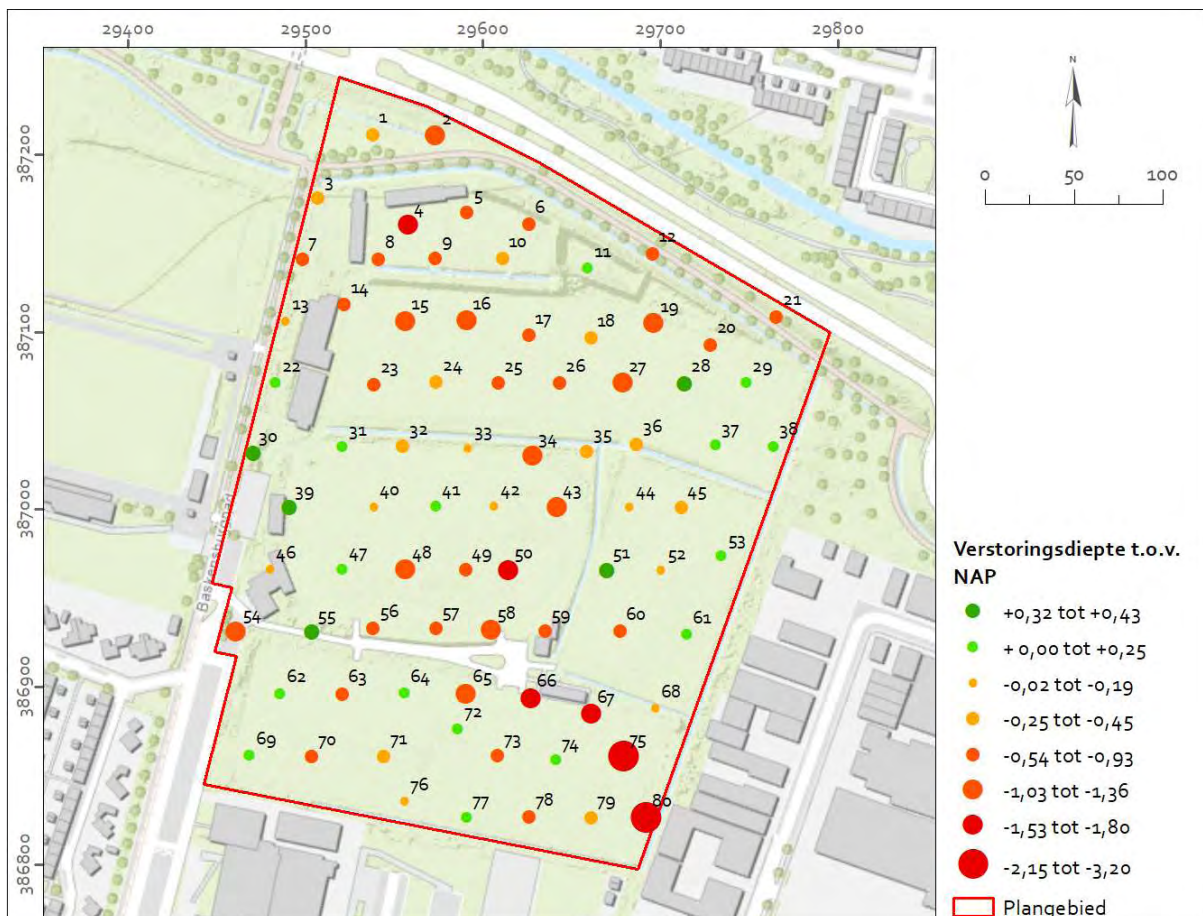 29400 29500 29600 29700 29800
N
0 50 100
387200
387100
387000
386900
386800
1 2
3
4 5 6
7 8 9 10 11 12
13 14 15 16 17 18 19 20 21
22 23 24 25 26 27 28 29
30 31 32 33 34 35 36 37 38
39 40 41 42 43 44 45
46 47 48 49 50 51 52 53
Baskensburgpad
54 55 56 57 58 59 60 61
62 63 64 65 66 67 68
69 70 71 72 73 74 75
76 77 78 79 80
Verstoringsdiepte t.o.v.
NAP
+0,32 tot +0,43
+ 0,00 tot +0,25
-0,02 tot -0,19
-0,25 tot -0,45
-0,54 tot -0,93
-1,03 tot -1,36
-1,53 tot -1,80
-2,15 tot -3,20
Plangebied